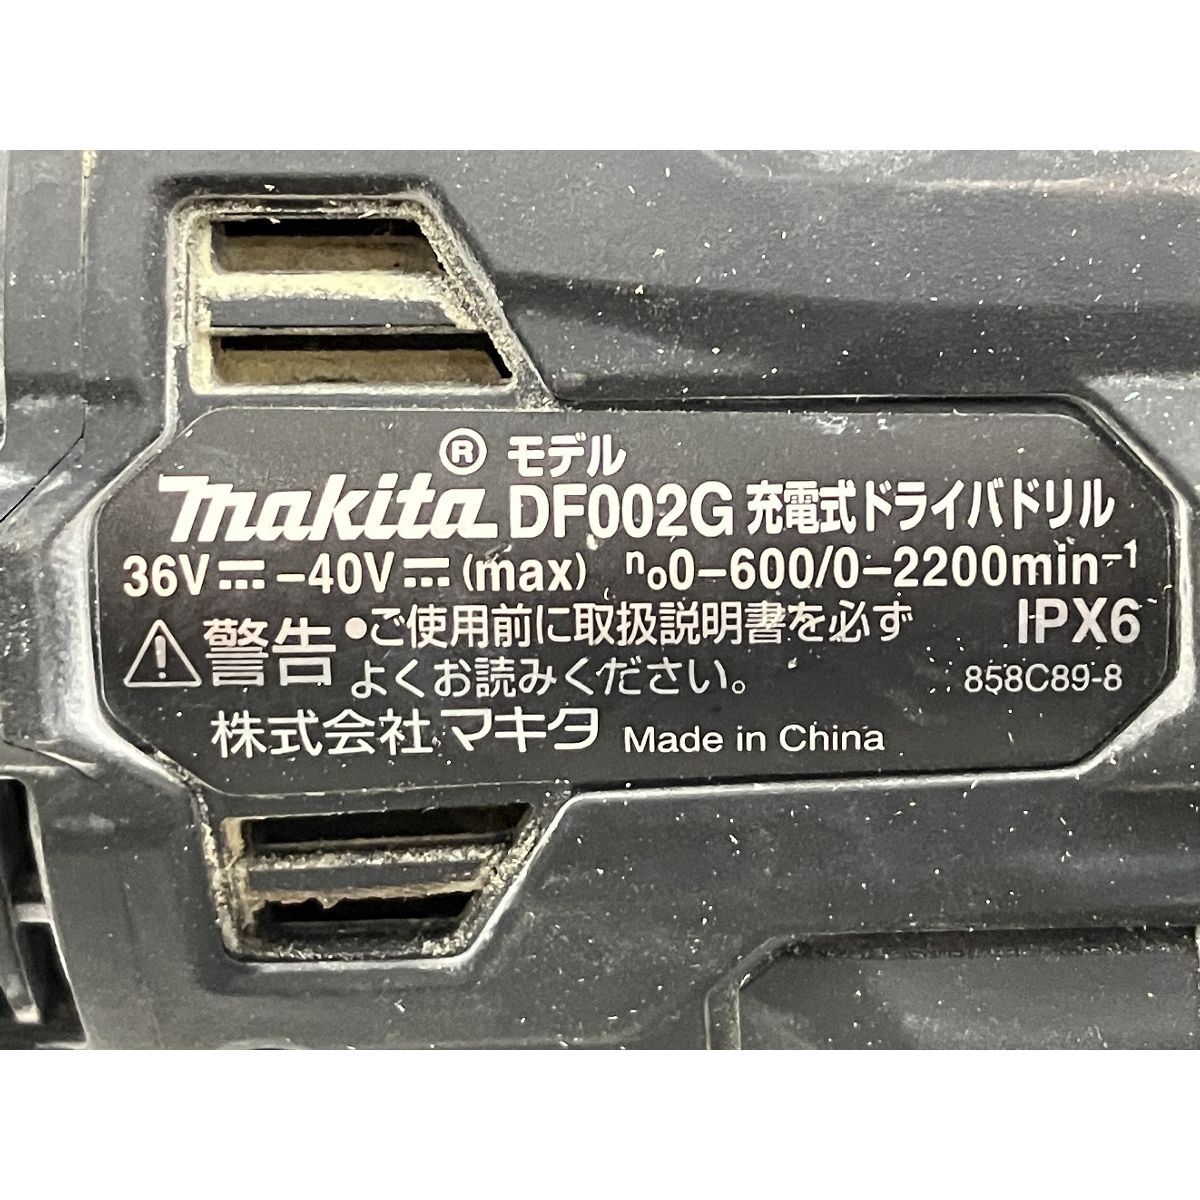 makita® モデル DF002G 充電式ドライバドリル
36V⎓-40V⎓(max) n₀0-600/0-2200min⁻¹
⚠警告 ●ご使用前に取扱説明書を必ず IPX6
よくお読みください。 858C89-8
株式会社マキタ Made in China